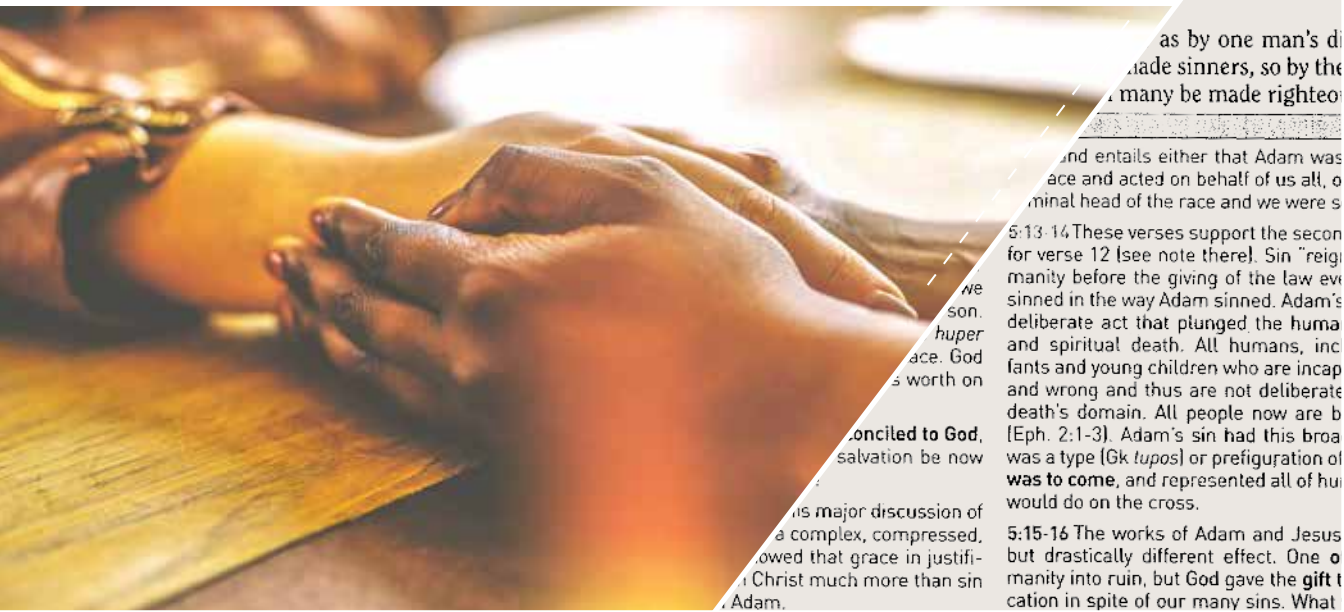 we
son.
huper
ace. God
worth on
onciled to God,
salvation be now
is major discussion of
a complex, compressed,
owed that grace in justifi-
Christ much more than sin
Adam.
as by one man's di
ade sinners, so by the
many be made righteo
and entails either that Adam was
ace and acted on behalf of us all, o
minal head of the race and we were s
5:13-14 These verses support the secon
for verse 12 (see note there). Sin "reig
manity before the giving of the law eve
sinned in the way Adam sinned. Adam's
deliberate act that plunged the huma
and spiritual death. All humans, incl
fants and young children who are incap
and wrong and thus are not deliberate
death's domain. All people now are b
(Eph. 2:1-3). Adam's sin had this broa
was a type (Gk tupos) or prefiguration of
was to come, and represented all of hu
would do on the cross.
5:15-16 The works of Adam and Jesus
but drastically different effect. One o
manity into ruin, but God gave the gift t
cation in spite of our many sins. What